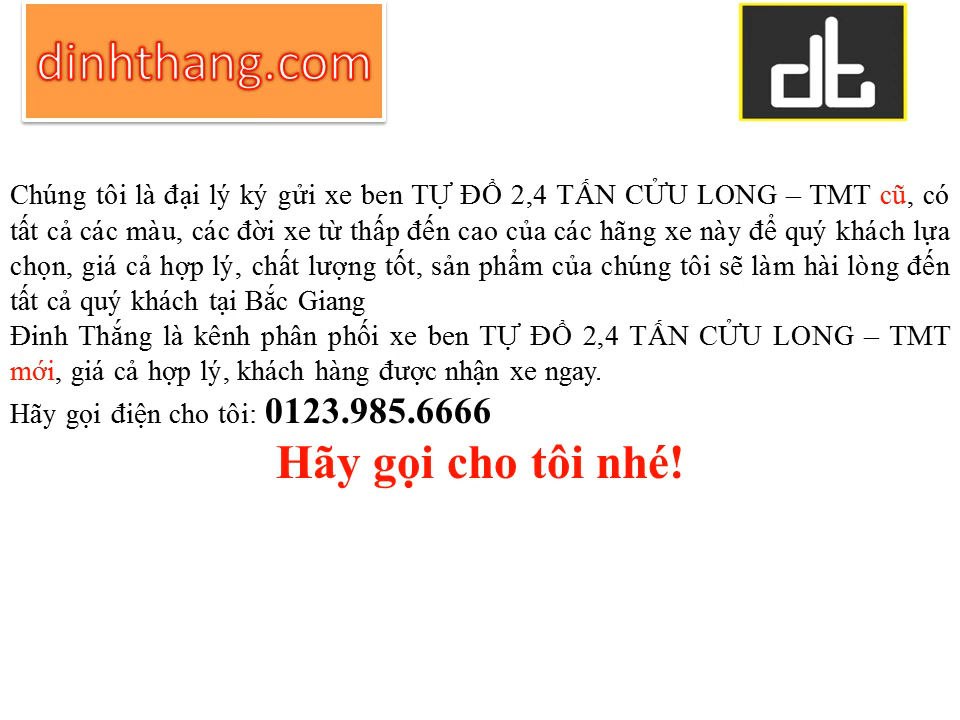 dinhthang.com
dt
Chúng tôi là đại lý ký gửi xe ben TỰ ĐỔ 2,4 TẤN CỬU LONG – TMT cũ, có
tất cả các màu, các đời xe từ thấp đến cao của các hãng xe này để quý khách lựa
chọn, giá cả hợp lý, chất lượng tốt, sản phẩm của chúng tôi sẽ làm hài lòng đến
tất cả quý khách tại Bắc Giang
Đinh Thắng là kênh phân phối xe ben TỰ ĐỔ 2,4 TẤN CỬU LONG – TMT
mới, giá cả hợp lý, khách hàng được nhận xe ngay.
Hãy gọi điện cho tôi: 0123.985.6666
Hãy gọi cho tôi nhé!